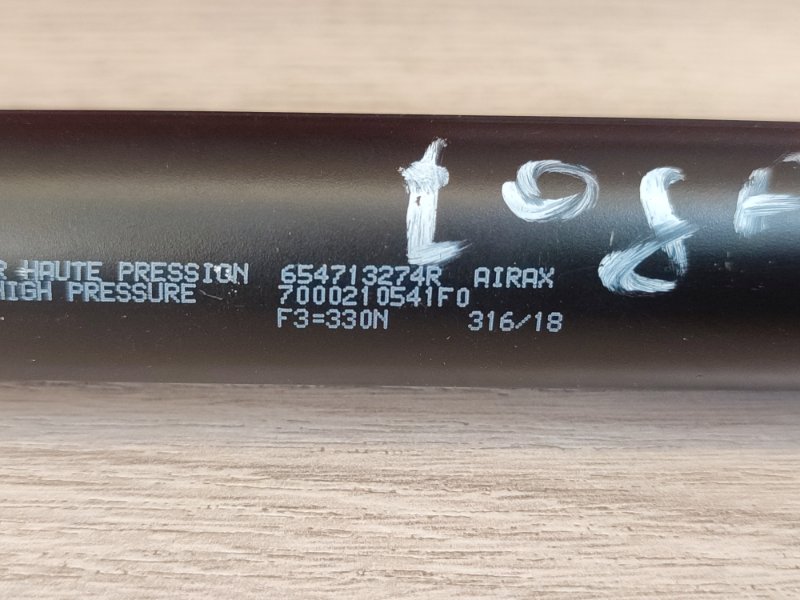 R HAUTE PRESSION 654713274R AIRAX
HIGH PRESSURE 7000210541F0
F3=330N 316/18